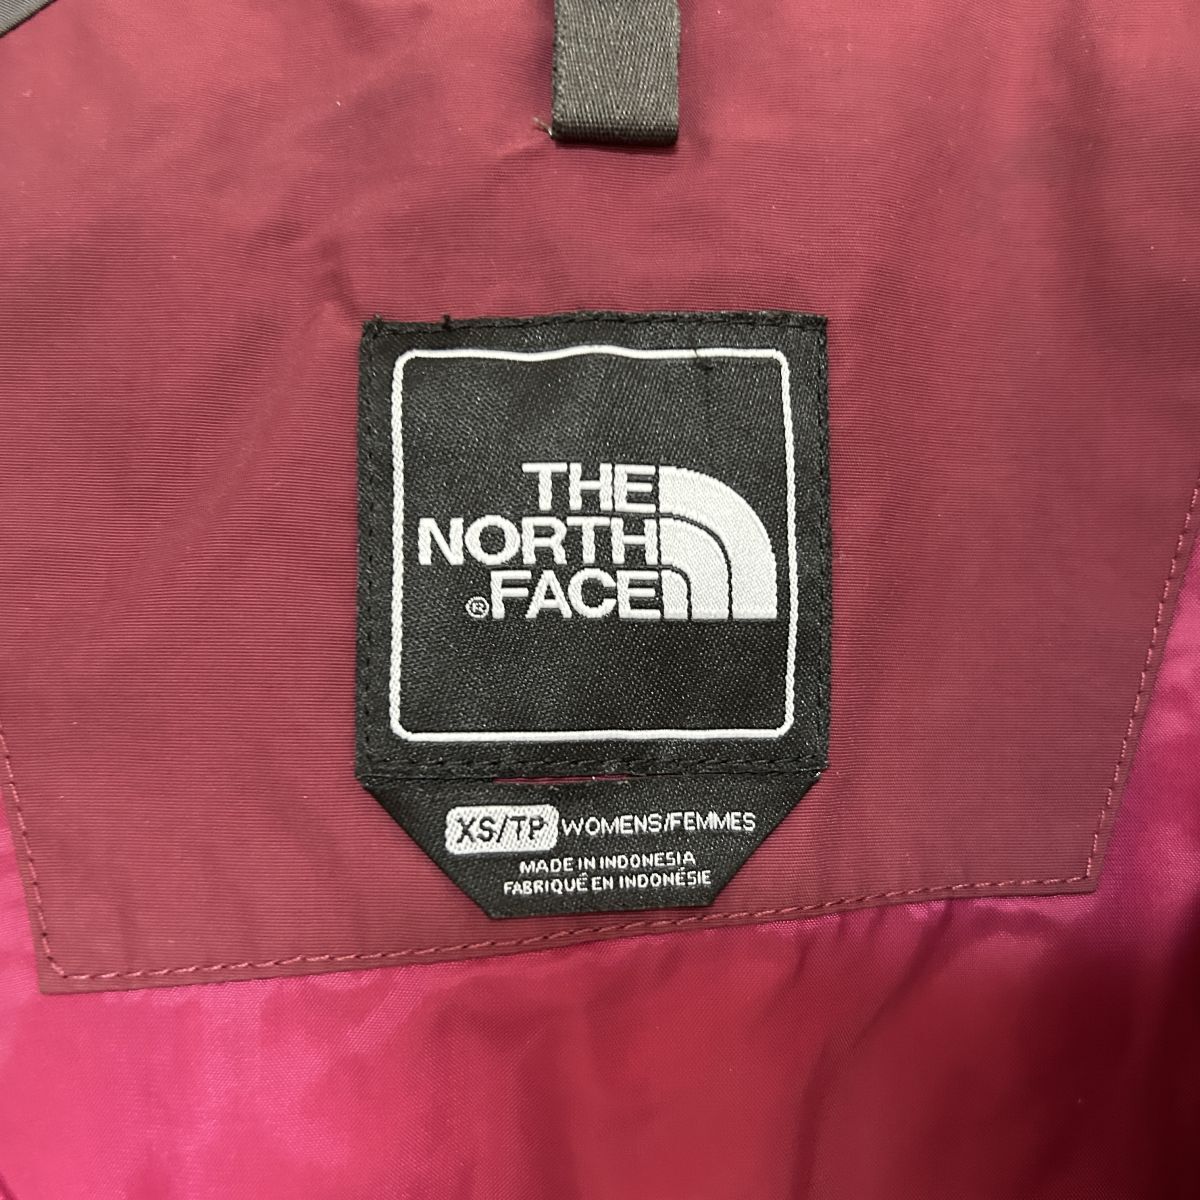 THE
NORTH
®FACE
XS/TP WOMENS/FEMMES
MADE IN INDONESIA
FABRIQUÉ EN INDONÉSIE